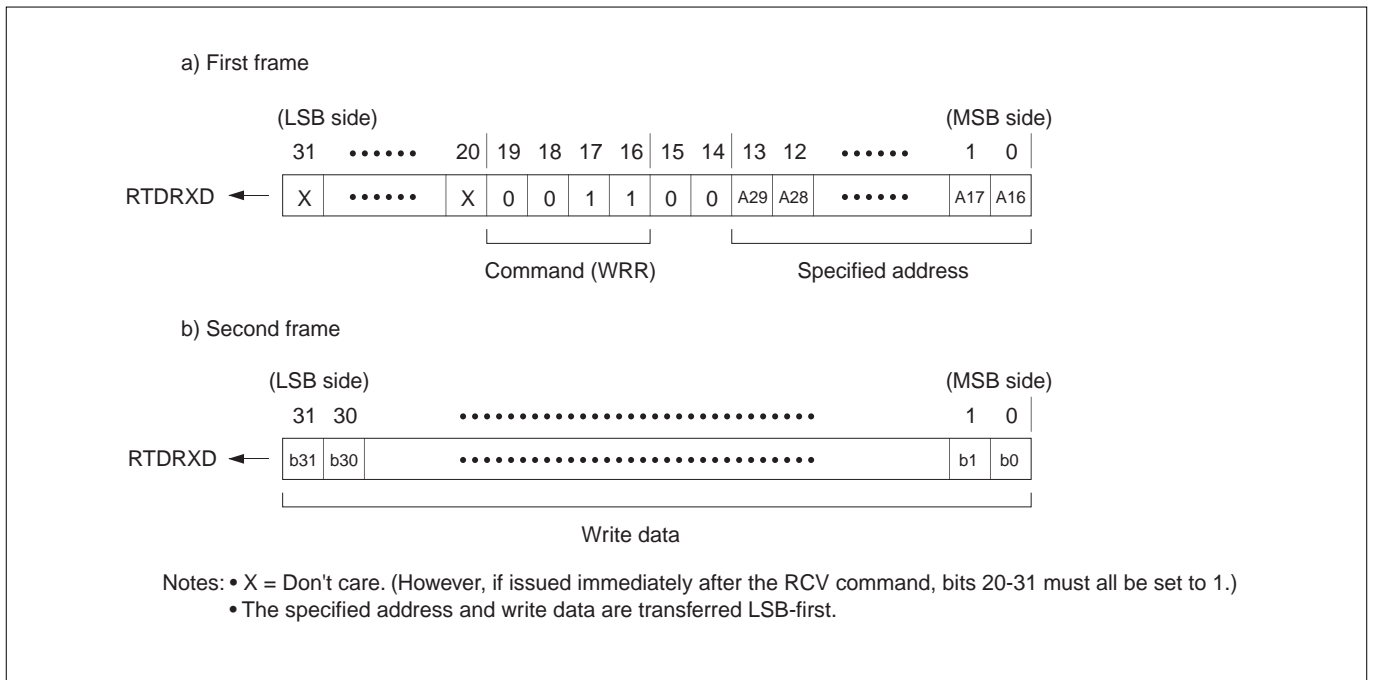 a) First frame
(LSB side) (MSB side)
31 •••••• 20 19 18 17 16 15 14 13 12 •••••• 1 0
RTDRXD X •••••• X 0 0 1 1 0 0 A29 A28 •••••• A17 A16
Command (WRR) Specified address
b) Second frame
(LSB side) (MSB side)
31 30 •••••••••••••••••••••••••••••• 1 0
RTDRXD b31 b30 •••••••••••••••••••••••••••••• b1 b0
Write data
Notes: • X = Don't care. (However, if issued immediately after the RCV command, bits 20-31 must all be set to 1.)
• The specified address and write data are transferred LSB-first.